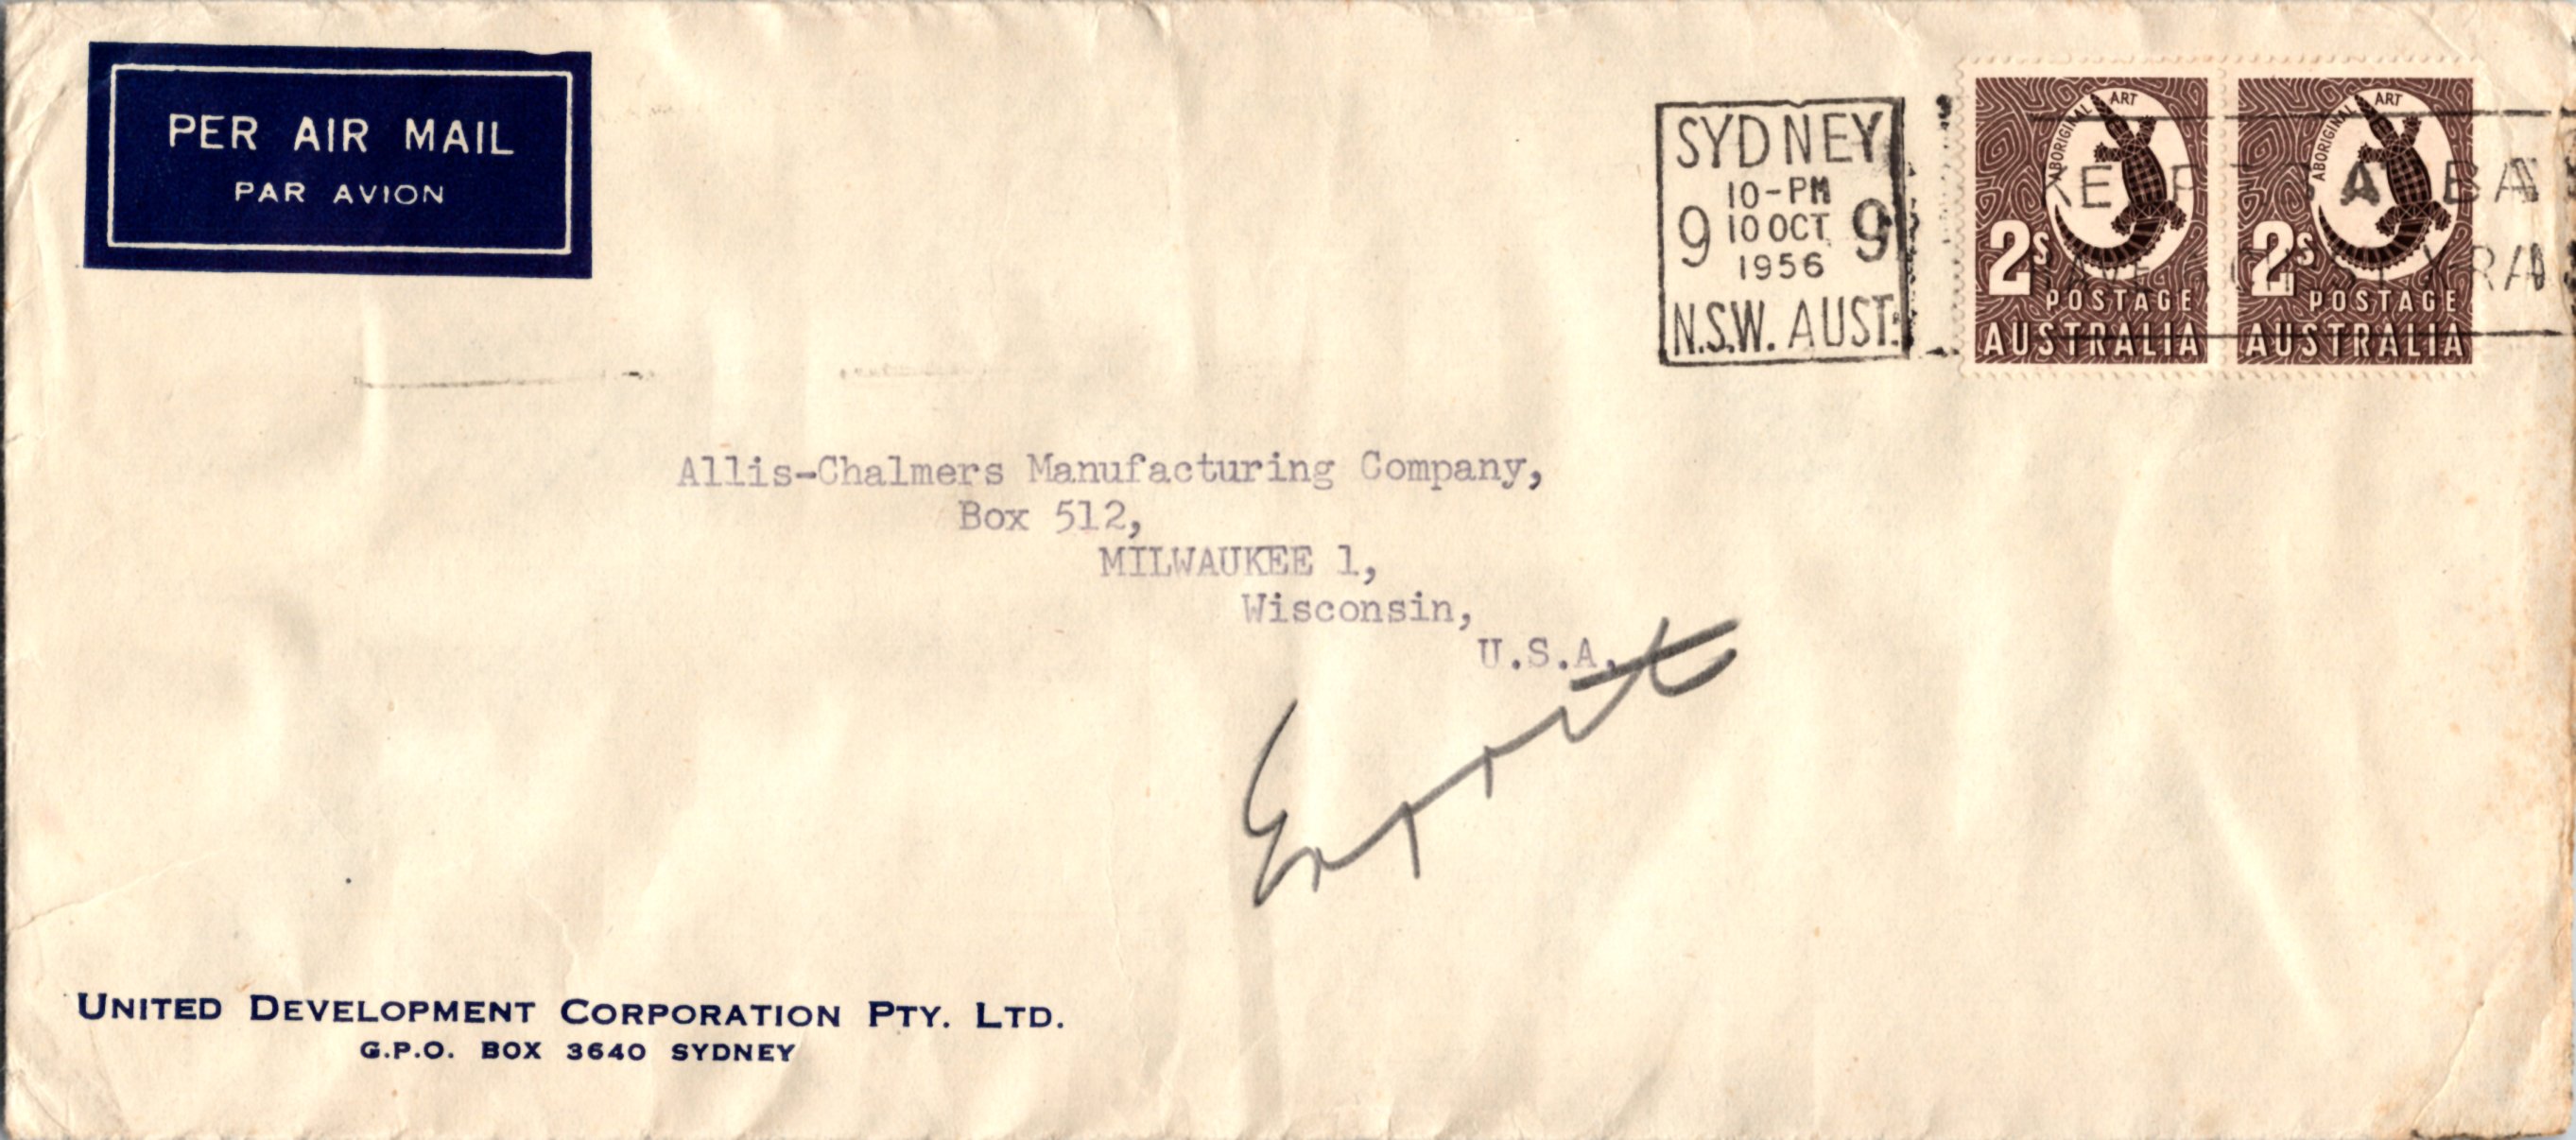 PER AIR MAIL
PAR AVION
SYDNEY
10-PM
9 10 OCT 9
1956
N.S.W. AUST.
ABORIGINAL ART
2s
POSTAGE
AUSTRALIA
ABORIGINAL ART
2s
POSTAGE
AUSTRALIA
Allis-Chalmers Manufacturing Company,
Box 512,
MILWAUKEE 1,
Wisconsin,
U.S.A.
Export
UNITED DEVELOPMENT CORPORATION PTY. LTD.
G.P.O. BOX 3640 SYDNEY